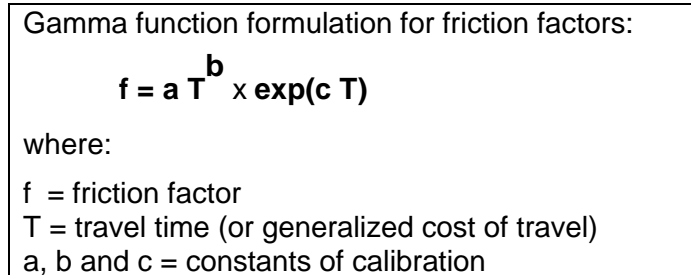 Gamma function formulation for friction factors:
f = a T^b x exp(c T)
where:
f = friction factor
T = travel time (or generalized cost of travel)
a, b and c = constants of calibration